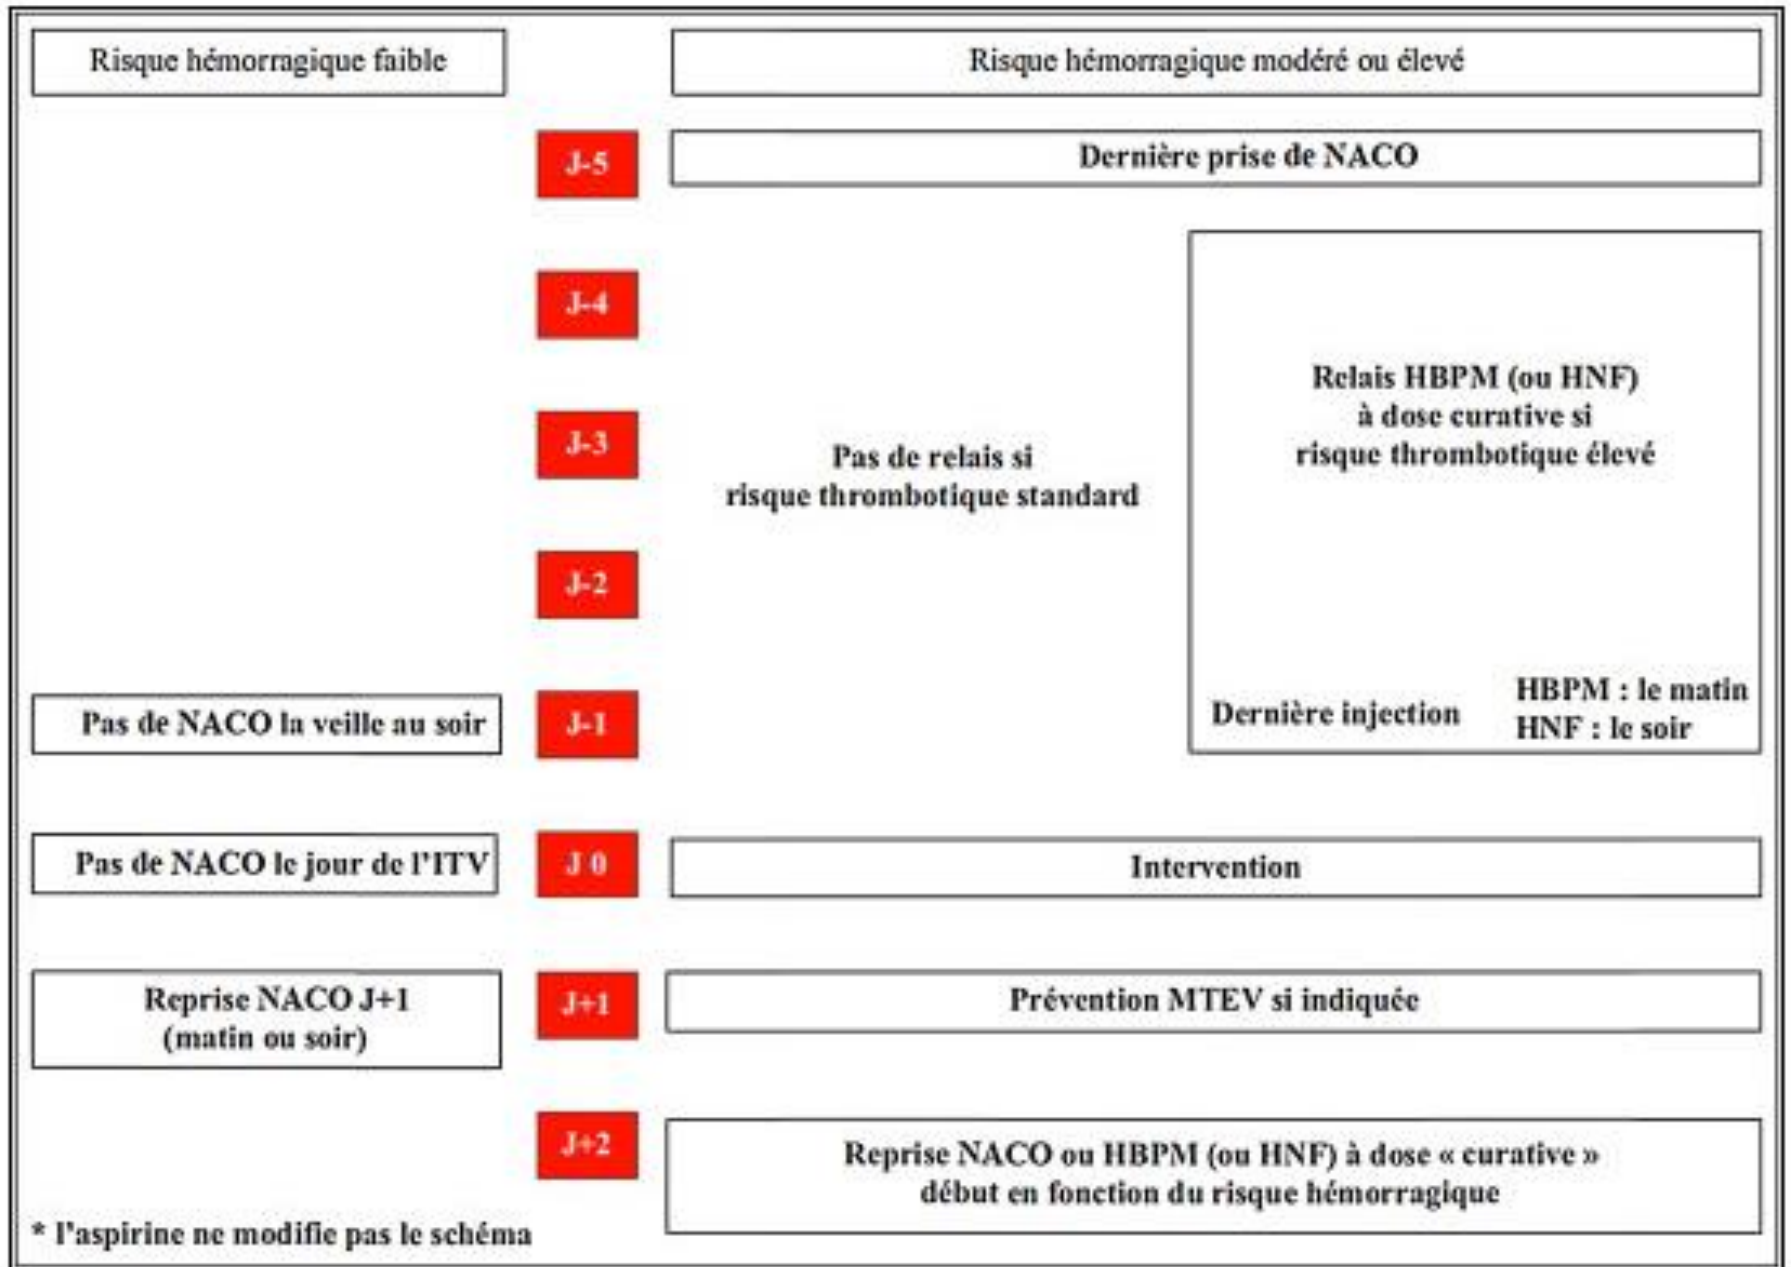 Risque hémorragique faible
Risque hémorragique modéré ou élevé
J-5
Dernière prise de NACO
J-4
Relais HBPM (ou HNF)
à dose curative si
risque thrombotique élevé
J-3
Pas de relais si
risque thrombotique standard
J-2
Pas de NACO la veille au soir
J-1
Dernière injection
HBPM : le matin
HNF : le soir
Pas de NACO le jour de l'ITV
J 0
Intervention
Reprise NACO J+1
(matin ou soir)
J+1
Prévention MTEV si indiquée
J+2
Reprise NACO ou HBPM (ou HNF) à dose « curative »
début en fonction du risque hémorragique
* l'aspirine ne modifie pas le schéma